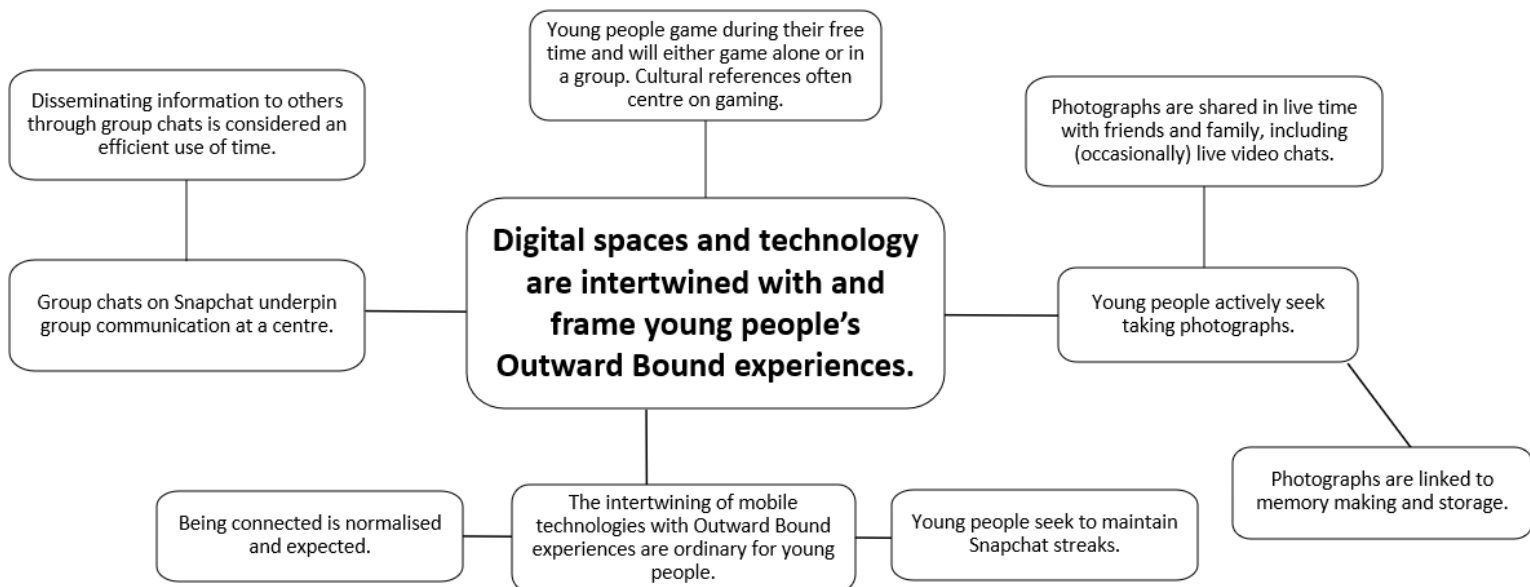 Young people game during their free
time and will either game alone or in
a group. Cultural references often
centre on gaming.
Disseminating information to others
through group chats is considered an
efficient use of time.
Photographs are shared in live time
with friends and family, including
(occasionally) live video chats.
Digital spaces and technology
are intertwined with and
frame young people’s
Outward Bound experiences.
Group chats on Snapchat underpin
group communication at a centre.
Young people actively seek
taking photographs.
Photographs are linked to
memory making and storage.
Being connected is normalised
and expected.
The intertwining of mobile
technologies with Outward Bound
experiences are ordinary for young
people.
Young people seek to maintain
Snapchat streaks.